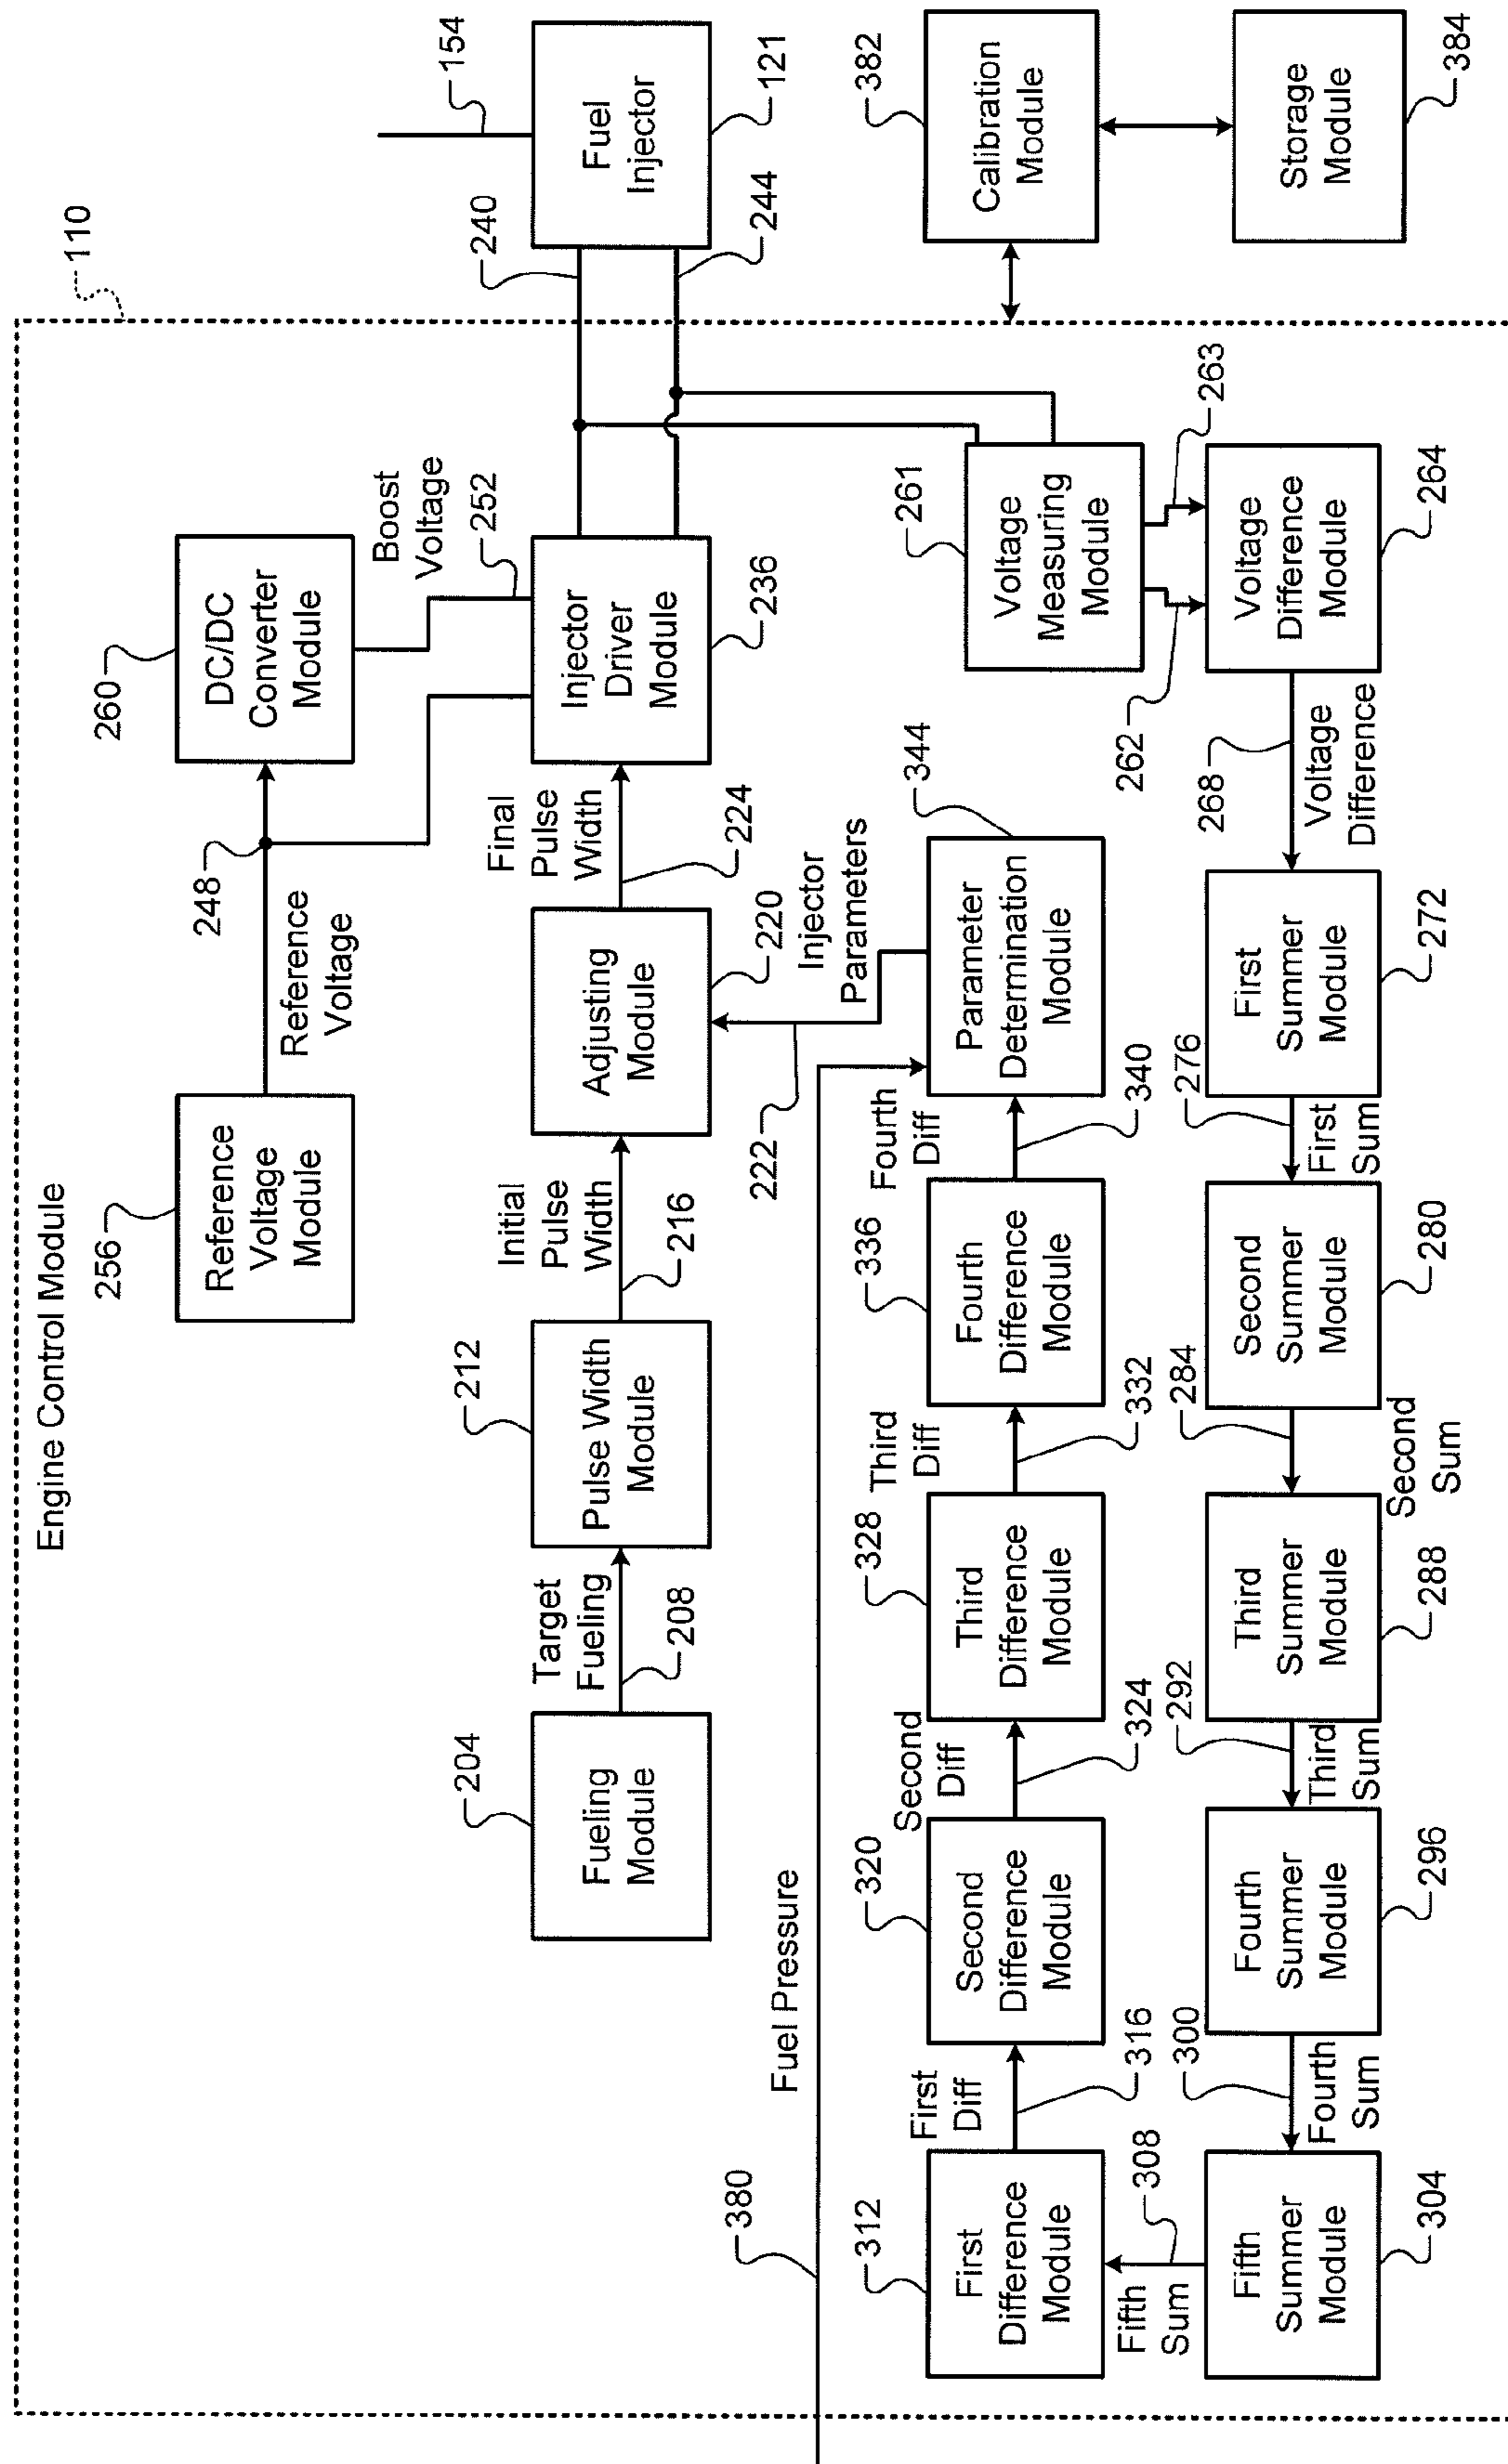 Engine Control Module
110
154
256
Reference
Voltage
Module
Reference
Voltage
248
260
DC/DC
Converter
Module
Boost
Voltage
252
204
Fueling
Module
Target
Fueling
208
212
Pulse Width
Module
Initial
Pulse
Width
216
Adjusting
Module
220
Final
Pulse
Width
224
Injector
Driver
Module
236
240
244
Fuel
Injector
121
380
Fuel Pressure
222
Injector
Parameters
312
First
Difference
Module
First
Diff
316
320
Second
Difference
Module
Second
Diff
324
328
Third
Difference
Module
Third
Diff
332
336
Fourth
Difference
Module
Fourth
Diff
340
Parameter
Determination
Module
344
261
Voltage
Measuring
Module
262
263
382
Calibration
Module
Fifth
Sum
308
Fifth
Summer
Module
304
300
Fourth
Sum
Fourth
Summer
Module
296
292
Third
Sum
Third
Summer
Module
288
284
Second
Sum
Second
Summer
Module
280
276
First
Sum
First
Summer
Module
272
268
Voltage
Difference
Voltage
Difference
Module
264
Storage
Module
384